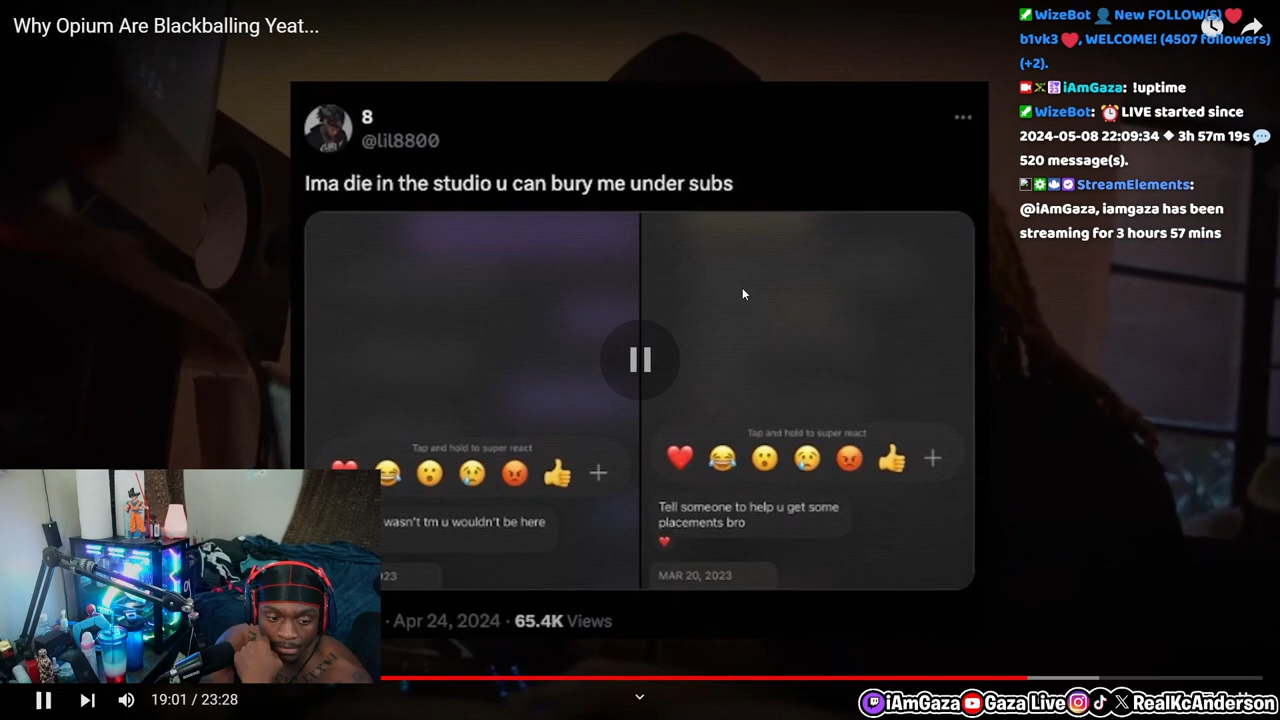 Why Opium Are Blackballing Yeat...
WizeBot New FOLLOW(S)
b1vk3 , WELCOME! (4507 followers)
(+2).
iAmGaza: !uptime
WizeBot: LIVE started since
2024-05-08 22:09:34 ◆ 3h 57m 19s
520 message(s).
StreamElements:
@iAmGaza, iamgaza has been
streaming for 3 hours 57 mins
8
@lil8800
Ima die in the studio u can bury me under subs
Tap and hold to super react
wasn't tm u wouldn't be here
23
Tap and hold to super react
Tell someone to help u get some
placements bro
MAR 20, 2023
· Apr 24, 2024 · 65.4K Views
19:01 / 23:28
iAmGaza Gaza Live RealKcAnderson